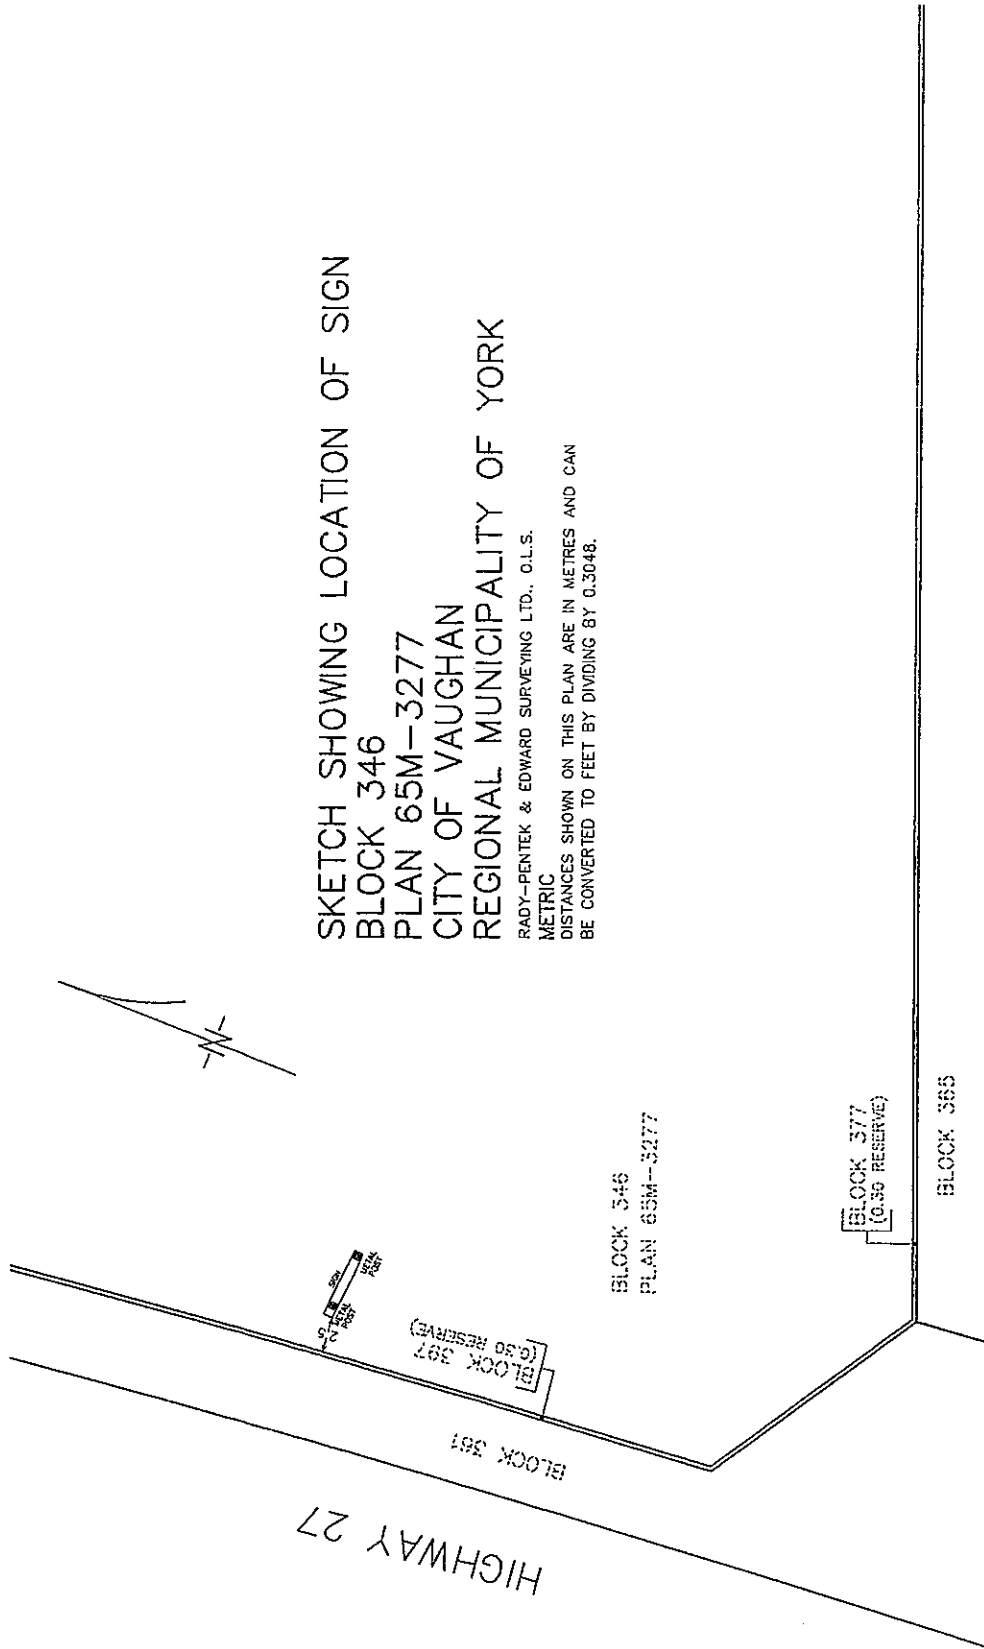 SKETCH SHOWING LOCATION OF SIGN
BLOCK 346
PLAN 65M-3277
CITY OF VAUGHAN
REGIONAL MUNICIPALITY OF YORK
RADY-PENTEK & EDWARD SURVEYING LTD., O.L.S.
METRIC
DISTANCES SHOWN ON THIS PLAN ARE IN METRES AND CAN
BE CONVERTED TO FEET BY DIVIDING BY 0.3048.
N
SIGN
METAL
POST
METAL
POST
2.5
BLOCK 397
(0.30 RESERVE)
BLOCK 361
HIGHWAY 27
BLOCK 346
PLAN 65M-3277
BLOCK 377
(0.30 RESERVE)
BLOCK 365